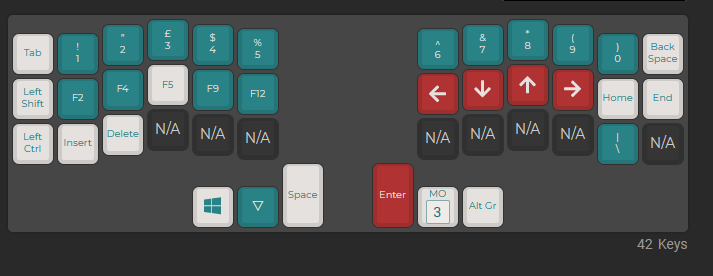 Tab
!
1
"
2
£
3
$
4
%
5
^
6
&
7
*
8
(
9
)
0
Back
Space
Left
Shift
F2
F4
F5
F9
F12
Home
End
Left
Ctrl
Insert
Delete
N/A
N/A
N/A
N/A
N/A
N/A
N/A
|
\
N/A
Space
Enter
MO
3
Alt Gr
42 Keys